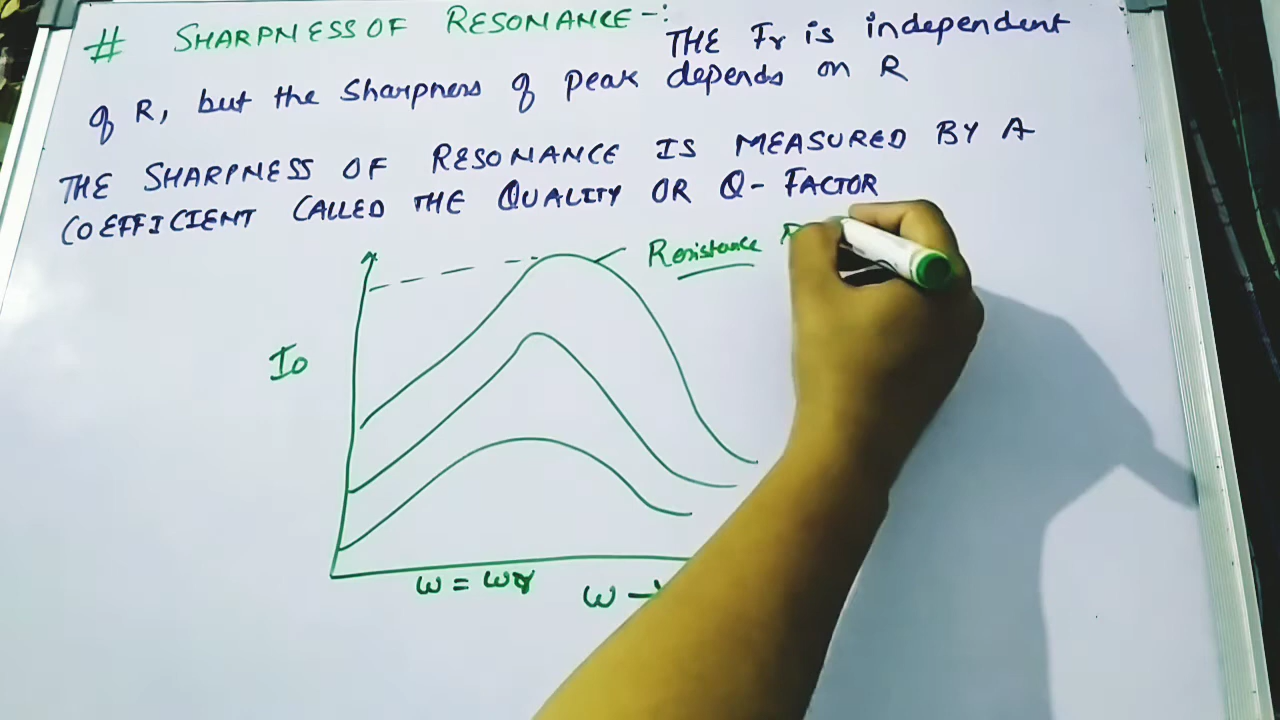 # SHARPNESS OF RESONANCE -: THE Fr is independent
of R, but the sharpness of peak depends on R
THE SHARPNESS OF RESONANCE IS MEASURED BY A
COEFFICIENT CALLED THE QUALITY OR Q- FACTOR
Resistance
I0
ω = ωr
ω